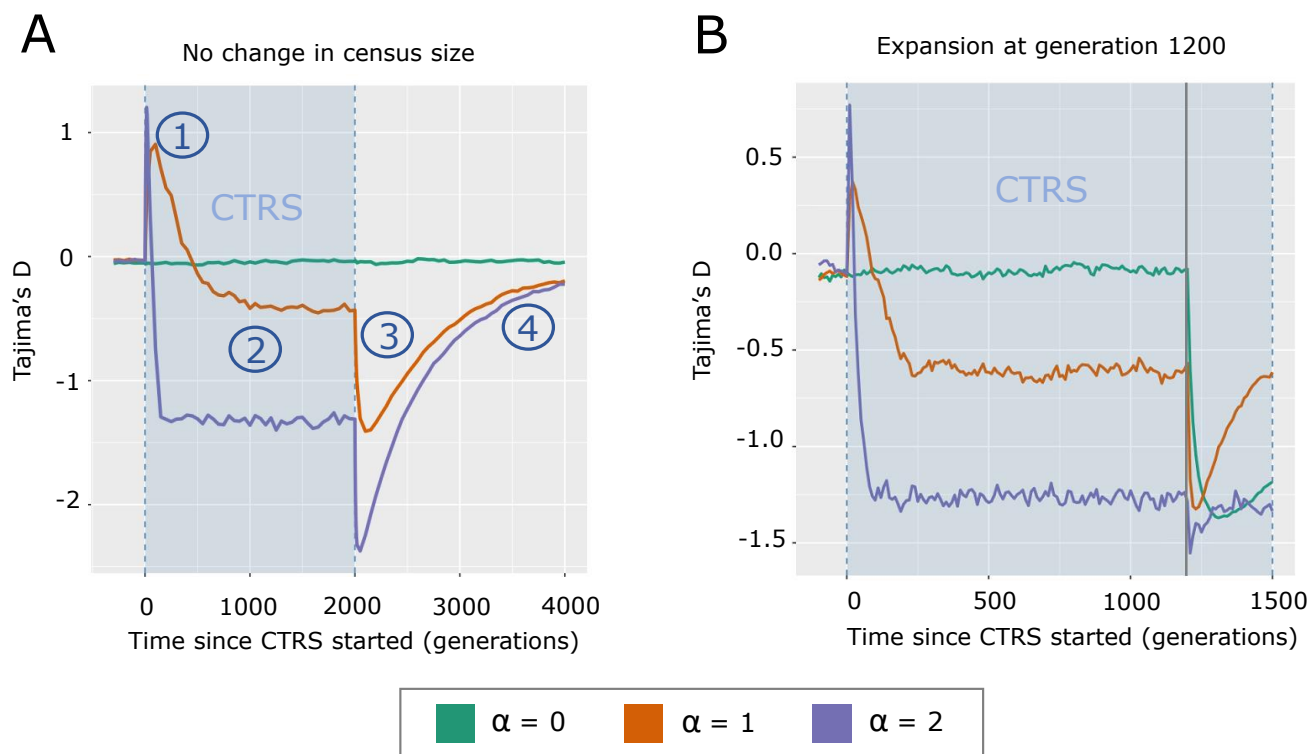 A
No change in census size
Tajima's D
1
0
-1
-2
CTRS
1
2
3
4
0
1000
2000
3000
4000
Time since CTRS started (generations)
B
Expansion at generation 1200
Tajima's D
0.5
0.0
-0.5
-1.0
-1.5
CTRS
0
500
1000
1500
Time since CTRS started (generations)
α = 0
α = 1
α = 2